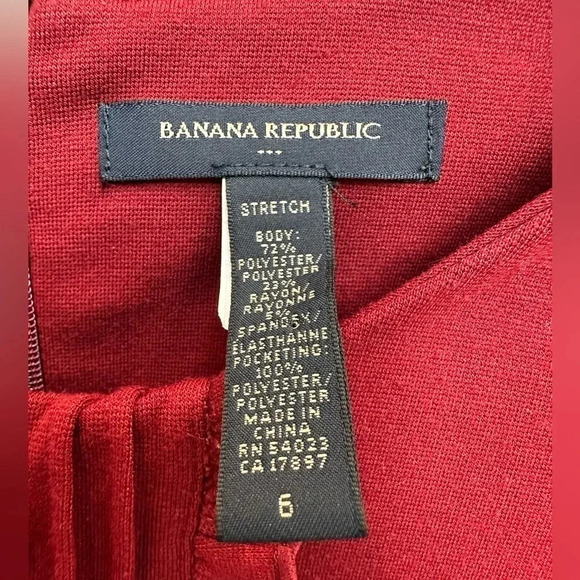 BANANA REPUBLIC
STRETCH
BODY:
72%
POLYESTER/
POLYESTER
23%
RAYON/
RAYONNE
5%
SPANDEX/
ELASTHANNE
POCKETING:
100%
POLYESTER/
POLYESTER
MADE IN
CHINA
RN 54023
CA 17897
6